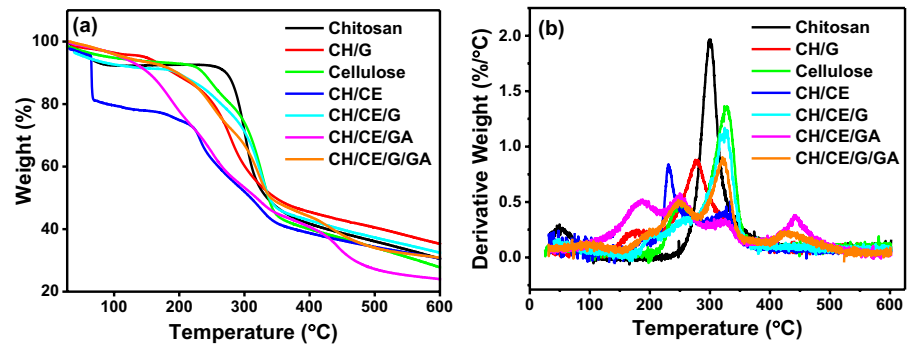 (a)
Chitosan
CH/G
Cellulose
CH/CE
CH/CE/G
CH/CE/GA
CH/CE/G/GA
Weight (%)
100
80
60
40
20
100 200 300 400 500 600
Temperature (°C)
(b)
Chitosan
CH/G
Cellulose
CH/CE
CH/CE/G
CH/CE/GA
CH/CE/G/GA
Derivative Weight (%/°C)
2.0
1.5
1.0
0.5
0.0
0 100 200 300 400 500 600
Temperature (°C)